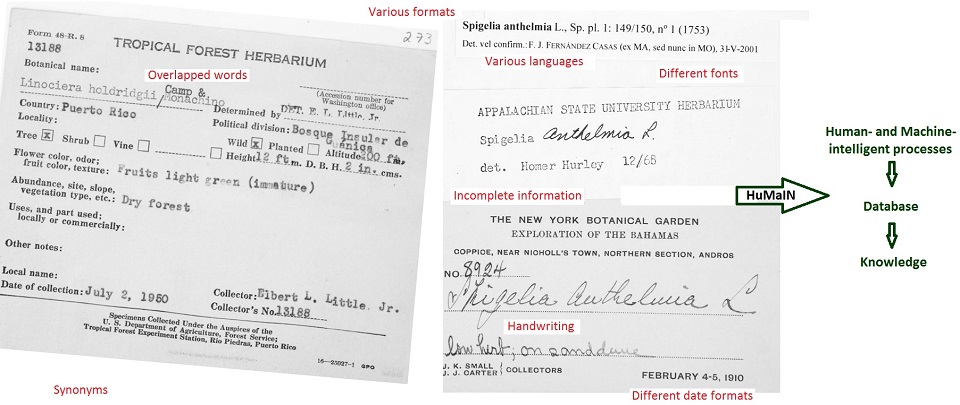 Various formats
Form 48-R. 8
13188
273
TROPICAL FOREST HERBARIUM
Botanical name:
Overlapped words
Linociera holdridgii/Camp & Monachino
(Accession number for
Washington office)
Determined by DET. E. L. Little, Jr.
Country: Puerto Rico
Political division: Bosque Insular de
Guánica
Locality:
Tree x Shrub Vine Wild x Planted Altitude 200 fm.
Height 12 ft m. D. B. H. 2 in. cms.
Flower color, odor;
fruit color, texture: Fruits light green (immature)
Abundance, site, slope,
vegetation type, etc.: Dry forest
Uses, and part used;
locally or commercially:
Other notes:
Local name:
Date of collection: July 2, 1950
Collector: Elbert L. Little, Jr.
Collector's No. 13188
Specimens Collected Under the Auspices of the
U. S. Department of Agriculture, Forest Service;
Tropical Forest Experiment Station, Rio Piedras, Puerto Rico
16—25027-1 GPO
Synonyms
Spigelia anthelmia L., Sp. pl. 1: 149/150, nº 1 (1753)
Det. vel confirm.: F. J. FERNÁNDEZ CASAS (ex MA, sed nunc in MO), 31-V-2001
Various languages
Different fonts
APPALACHIAN STATE UNIVERSITY HERBARIUM
Spigelia anthelmia L.
det. Homer Hurley 12/68
Incomplete information
THE NEW YORK BOTANICAL GARDEN
EXPLORATION OF THE BAHAMAS
COPPICE, NEAR NICHOLL'S TOWN, NORTHERN SECTION, ANDROS
NO. 8924
Spigelia anthelmia L
Handwriting
low herb; on sanddune
J. K. SMALL
J. J. CARTER } COLLECTORS
FEBRUARY 4-5, 1910
Different date formats
HuMaIN
Human- and Machine-
intelligent processes
Database
Knowledge